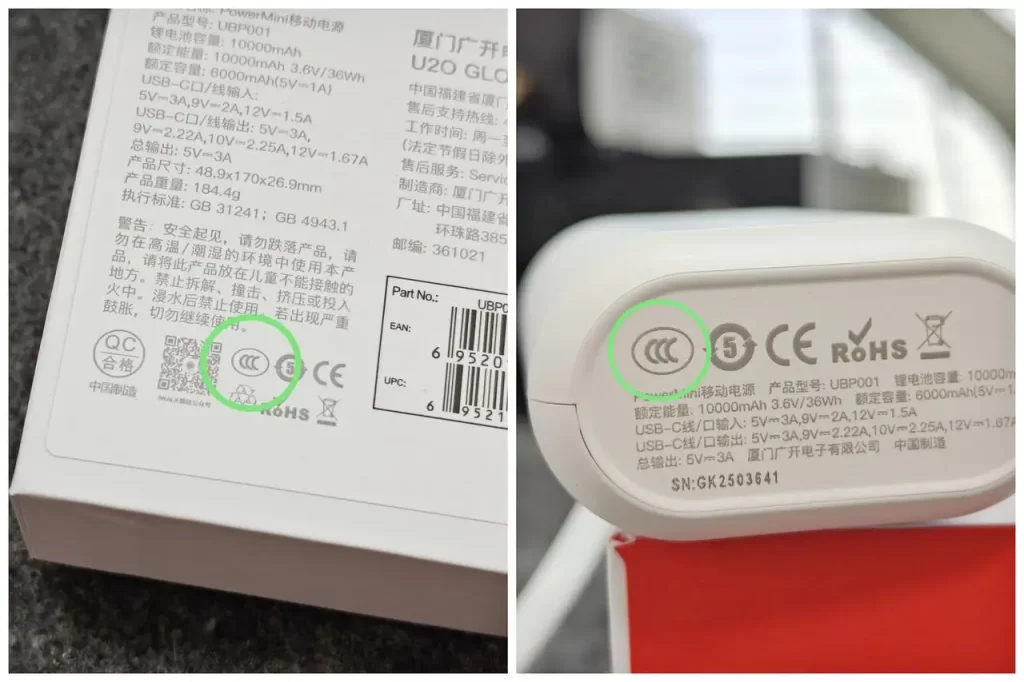 PowerMini移动电源
产品型号: UBP001
锂电池容量: 10000mAh
额定能量: 10000mAh 3.6V/36Wh
额定容量: 6000mAh(5V⎓1A)
USB-C口/线输入:
5V⎓3A,9V⎓2A,12V⎓1.5A
USB-C口/线输出: 5V⎓3A,
9V⎓2.22A,10V⎓2.25A,12V⎓1.67A
总输出: 5V⎓3A
产品尺寸: 48.9x170x26.9mm
产品重量: 184.4g
执行标准: GB 31241; GB 4943.1
警告: 安全起见, 请勿跌落产品, 请
勿在高温/潮湿的环境中使用本产
品, 请将此产品放在儿童不能接触的
地方。禁止拆解、撞击、挤压或投入
火中。浸水后禁止使用。若出现严重
鼓胀, 切勿继续使用。
QC
合格
中国制造
CCC
5
CE
RoHS
厦门广开
U2O GLO
中国福建省厦门
售后支持热线:
工作时间: 周一
(法定节假日除外
售后服务: Servic
制造商: 厦门广开
厂址: 中国福建省
环珠路385
邮编: 361021
Part No.: UBP0
EAN:
6 95201
UPC:
6 9521
CCC
5
CE
RoHS
PowerMini移动电源 产品型号: UBP001 锂电池容量: 10000m
额定能量: 10000mAh 3.6V/36Wh 额定容量: 6000mAh(5V⎓1.
USB-C线/口输入: 5V⎓3A,9V⎓2A,12V⎓1.5A
USB-C线/口输出: 5V⎓3A,9V⎓2.22A,10V⎓2.25A,12V⎓1.67A
总输出: 5V⎓3A 厦门广开电子有限公司 中国制造
SN:GK2503641